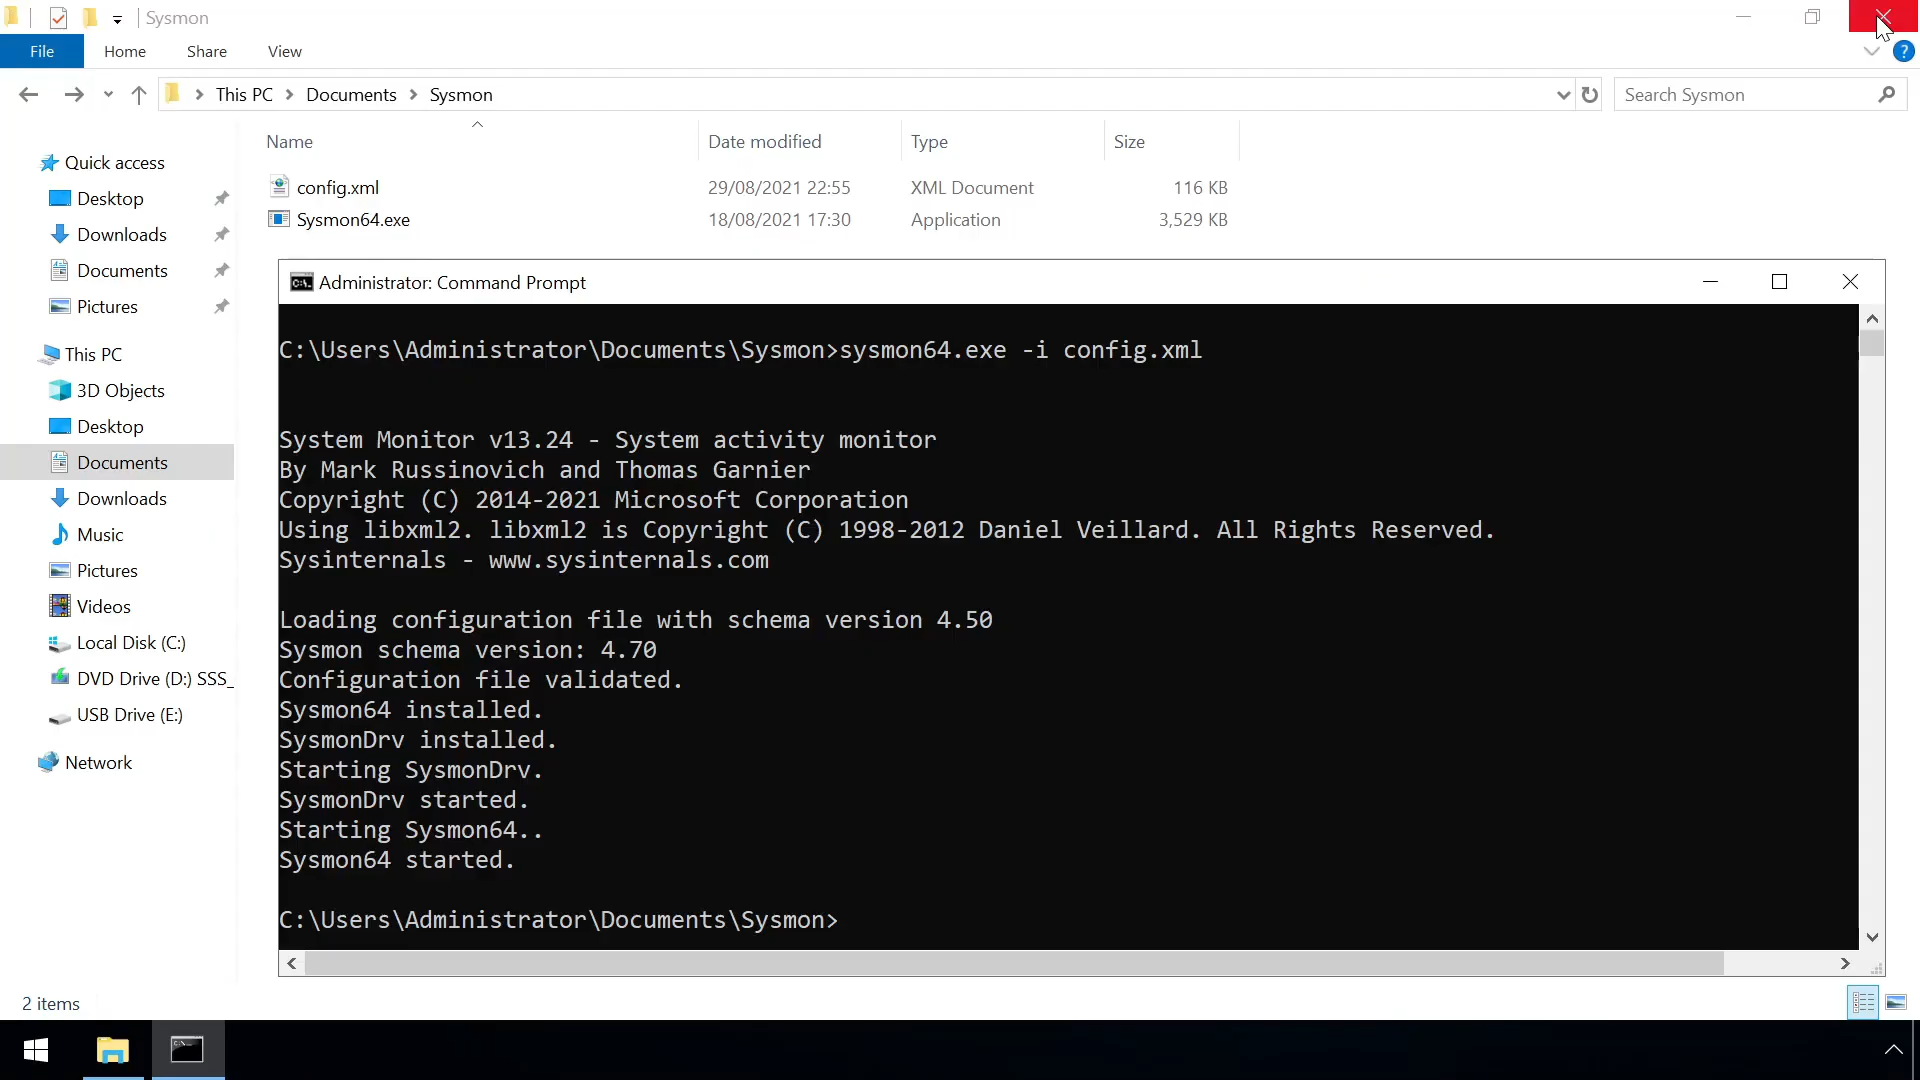 Sysmon
File Home Share View
This PC Documents Sysmon
Search Sysmon
Name Date modified Type Size
config.xml 29/08/2021 22:55 XML Document 116 KB
Sysmon64.exe 18/08/2021 17:30 Application 3,529 KB
Quick access
Desktop
Downloads
Documents
Pictures
This PC
3D Objects
Desktop
Documents
Downloads
Music
Pictures
Videos
Local Disk (C:)
DVD Drive (D:) SSS_
USB Drive (E:)
Network
Administrator: Command Prompt
C:\Users\Administrator\Documents\Sysmon>sysmon64.exe -i config.xml
System Monitor v13.24 - System activity monitor
By Mark Russinovich and Thomas Garnier
Copyright (C) 2014-2021 Microsoft Corporation
Using libxml2. libxml2 is Copyright (C) 1998-2012 Daniel Veillard. All Rights Reserved.
Sysinternals - www.sysinternals.com
Loading configuration file with schema version 4.50
Sysmon schema version: 4.70
Configuration file validated.
Sysmon64 installed.
SysmonDrv installed.
Starting SysmonDrv.
SysmonDrv started.
Starting Sysmon64..
Sysmon64 started.
C:\Users\Administrator\Documents\Sysmon>
2 items